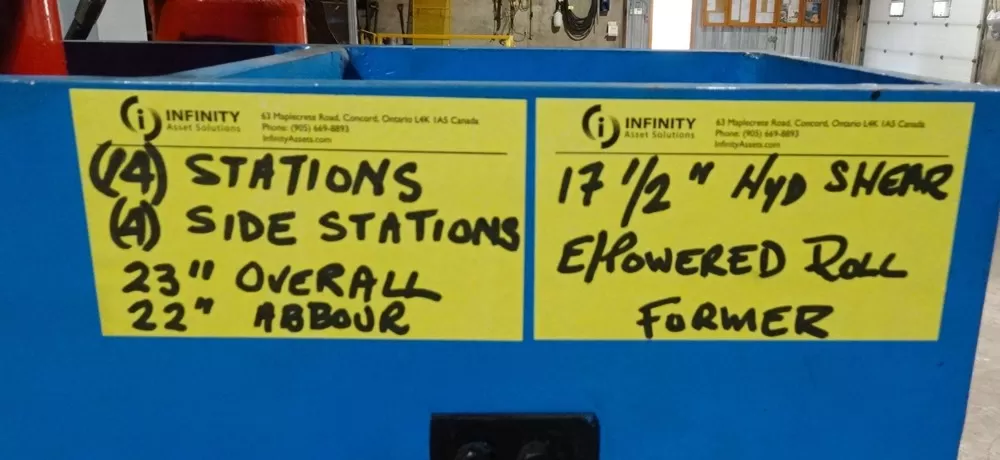 INFINITY
Asset Solutions
63 Maplecrete Road, Concord, Ontario L4K 1A5 Canada
Phone: (905) 669-8893
InfinityAssets.com
(14) STATIONS
(4) SIDE STATIONS
23" OVERALL
22" ABBOUR
INFINITY
Asset Solutions
63 Maplecrete Road, Concord, Ontario L4K 1A5 Canada
Phone: (905) 669-8893
InfinityAssets.com
17 1/2" HYD SHEAR
E/POWERED ROLL
FORMER